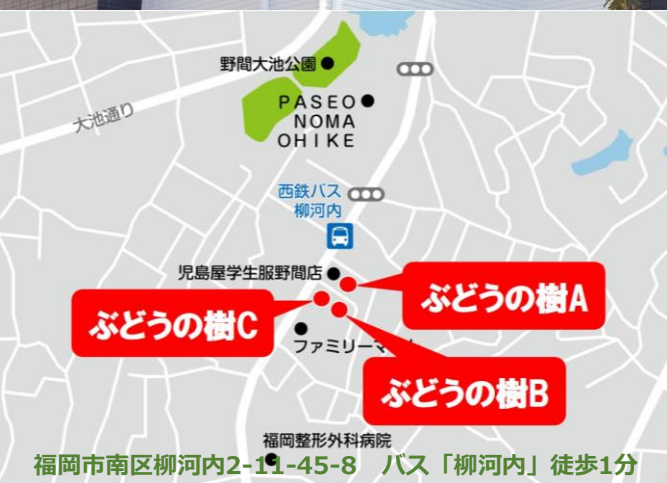 野間大池公園
大池通り
PASEO
NOMA
OHIKE
西鉄バス
柳河内
児島屋学生服野間店
ぶどうの樹A
ぶどうの樹C
ファミリーマート
ぶどうの樹B
福岡整形外科病院
福岡市南区柳河内2-11-45-8　バス「柳河内」徒歩1分